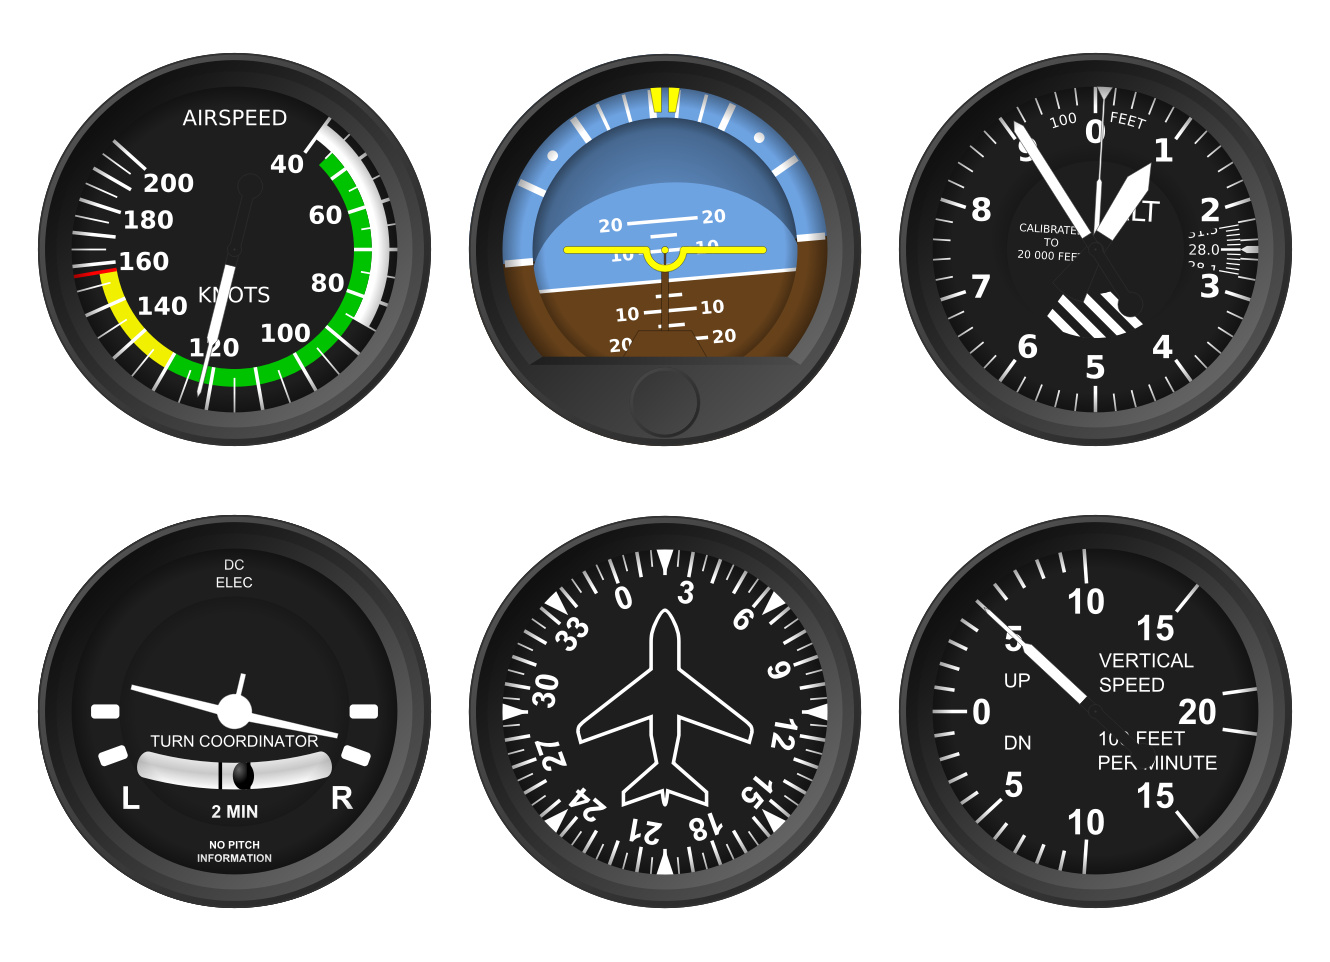 AIRSPEED
40
200
60
180
160
80
KNOTS
140
100
120
20 20
10 10
10 10
20 20
100 FEET
0
9 1
ALT
8 2
CALIBRATED
TO
20 000 FEET
28.0
7 3
6 4
5
DC
ELEC
TURN COORDINATOR
L R
2 MIN
NO PITCH
INFORMATION
0 3
33 6
30 9
27 12
24 15
21 18
10
15
5
VERTICAL
UP
SPEED
0 20
DN
100 FEET
PER MINUTE
5
15
10